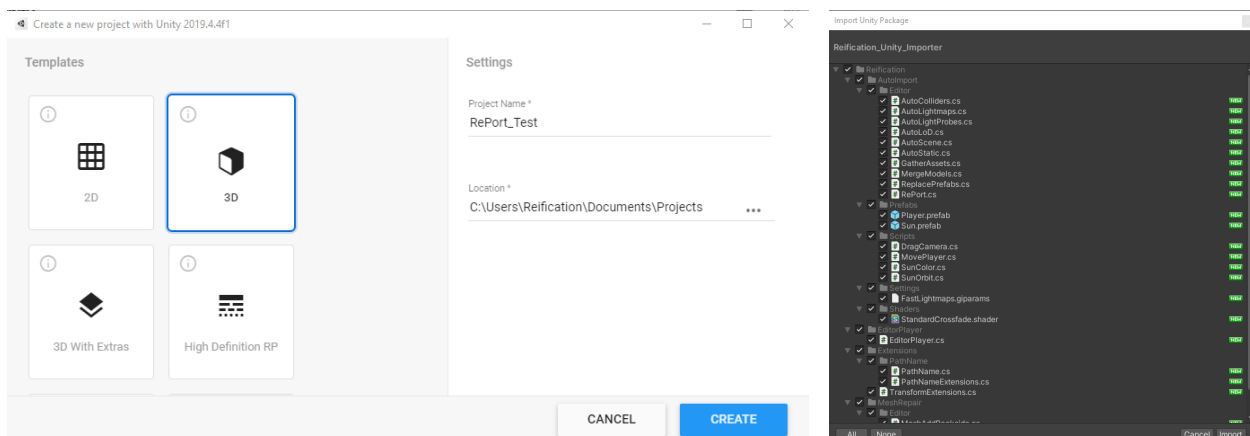 Create a new project with Unity 2019.4.4f1
Templates
Settings
2D
3D
3D With Extras
High Definition RP
Project Name *
RePort_Test
Location *
C:\Users\Reification\Documents\Projects
...
CANCEL
CREATE
Import Unity Package
Reification_Unity_Importer
Reification
AutoImport
Editor
AutoColliders.cs
AutoLightmaps.cs
AutoLightProbes.cs
AutoLoD.cs
AutoScene.cs
AutoStatic.cs
GatherAssets.cs
MergeModels.cs
ReplacePrefabs.cs
RePort.cs
Prefabs
Player.prefab
Sun.prefab
Scripts
DragCamera.cs
MovePlayer.cs
SunColor.cs
SunOrbit.cs
Settings
FastLightmaps.giparams
Shaders
StandardCrossfade.shader
EditorPlayer
EditorPlayer.cs
Extensions
PathName
PathName.cs
PathNameExtensions.cs
TransformExtensions.cs
MeshRepair
Editor
All None Cancel Import